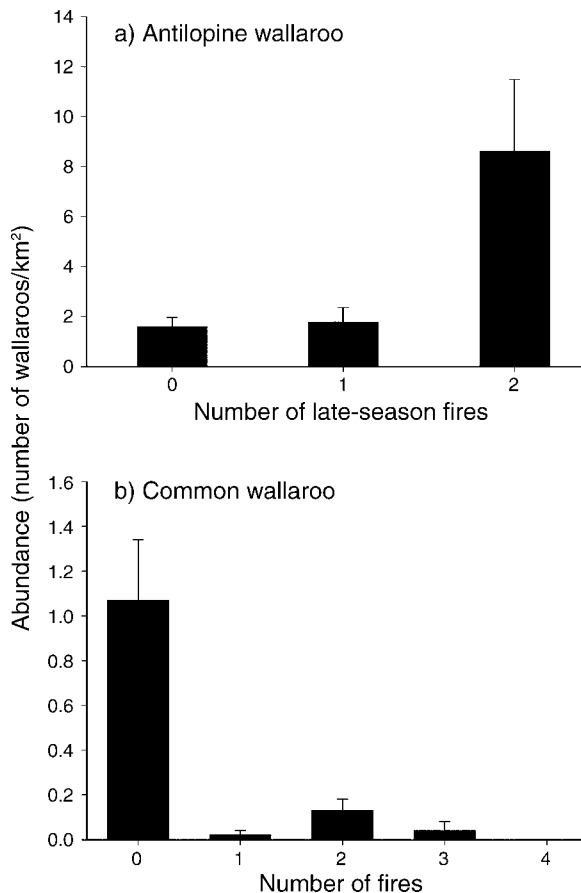 Abundance (number of wallaroos/km²)
a) Antilopine wallaroo
14
12
10
8
6
4
2
0
0 1 2
Number of late-season fires
b) Common wallaroo
1.6
1.4
1.2
1.0
0.8
0.6
0.4
0.2
0.0
0 1 2 3 4
Number of fires